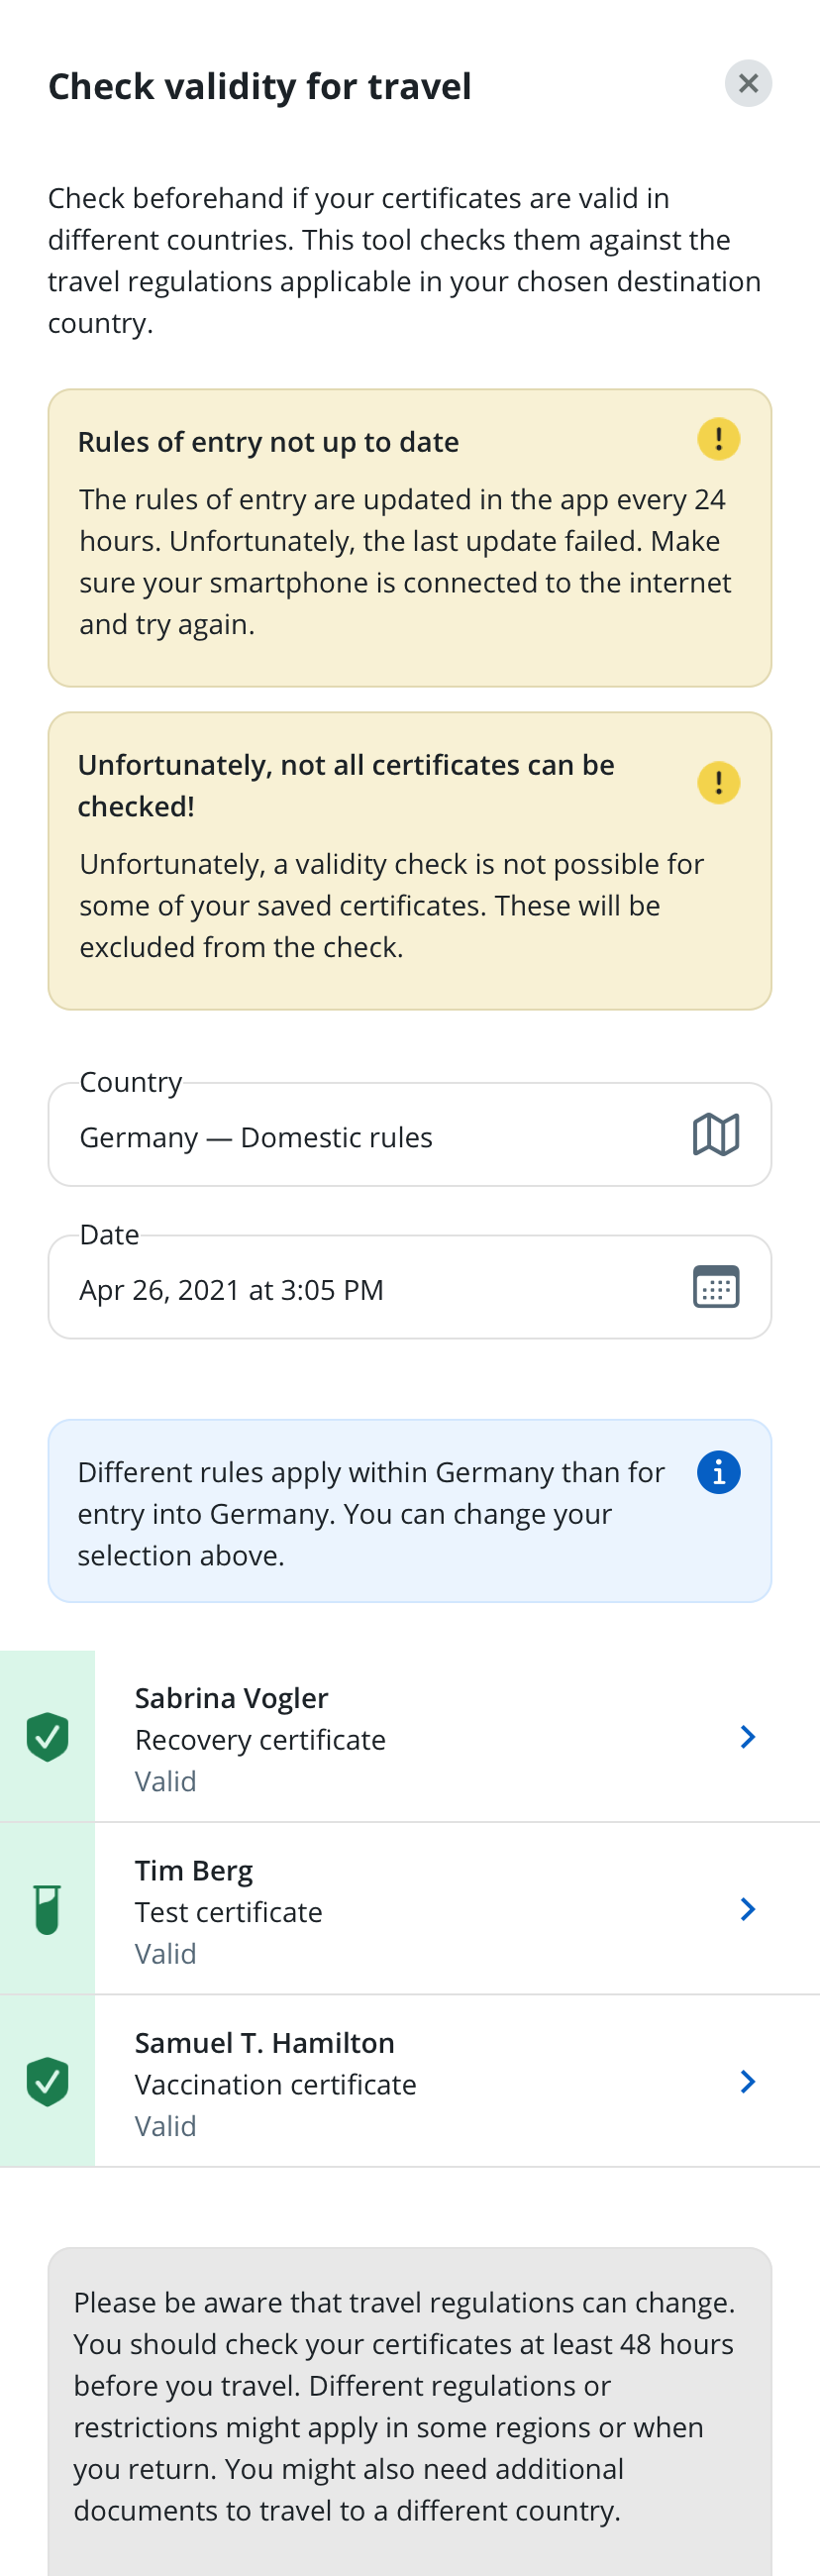 Check validity for travel
Check beforehand if your certificates are valid in
different countries. This tool checks them against the
travel regulations applicable in your chosen destination
country.
Rules of entry not up to date
The rules of entry are updated in the app every 24
hours. Unfortunately, the last update failed. Make
sure your smartphone is connected to the internet
and try again.
Unfortunately, not all certificates can be
checked!
Unfortunately, a validity check is not possible for
some of your saved certificates. These will be
excluded from the check.
Country
Germany — Domestic rules
Date
Apr 26, 2021 at 3:05 PM
Different rules apply within Germany than for
entry into Germany. You can change your
selection above.
Sabrina Vogler
Recovery certificate
Valid
Tim Berg
Test certificate
Valid
Samuel T. Hamilton
Vaccination certificate
Valid
Please be aware that travel regulations can change.
You should check your certificates at least 48 hours
before you travel. Different regulations or
restrictions might apply in some regions or when
you return. You might also need additional
documents to travel to a different country.